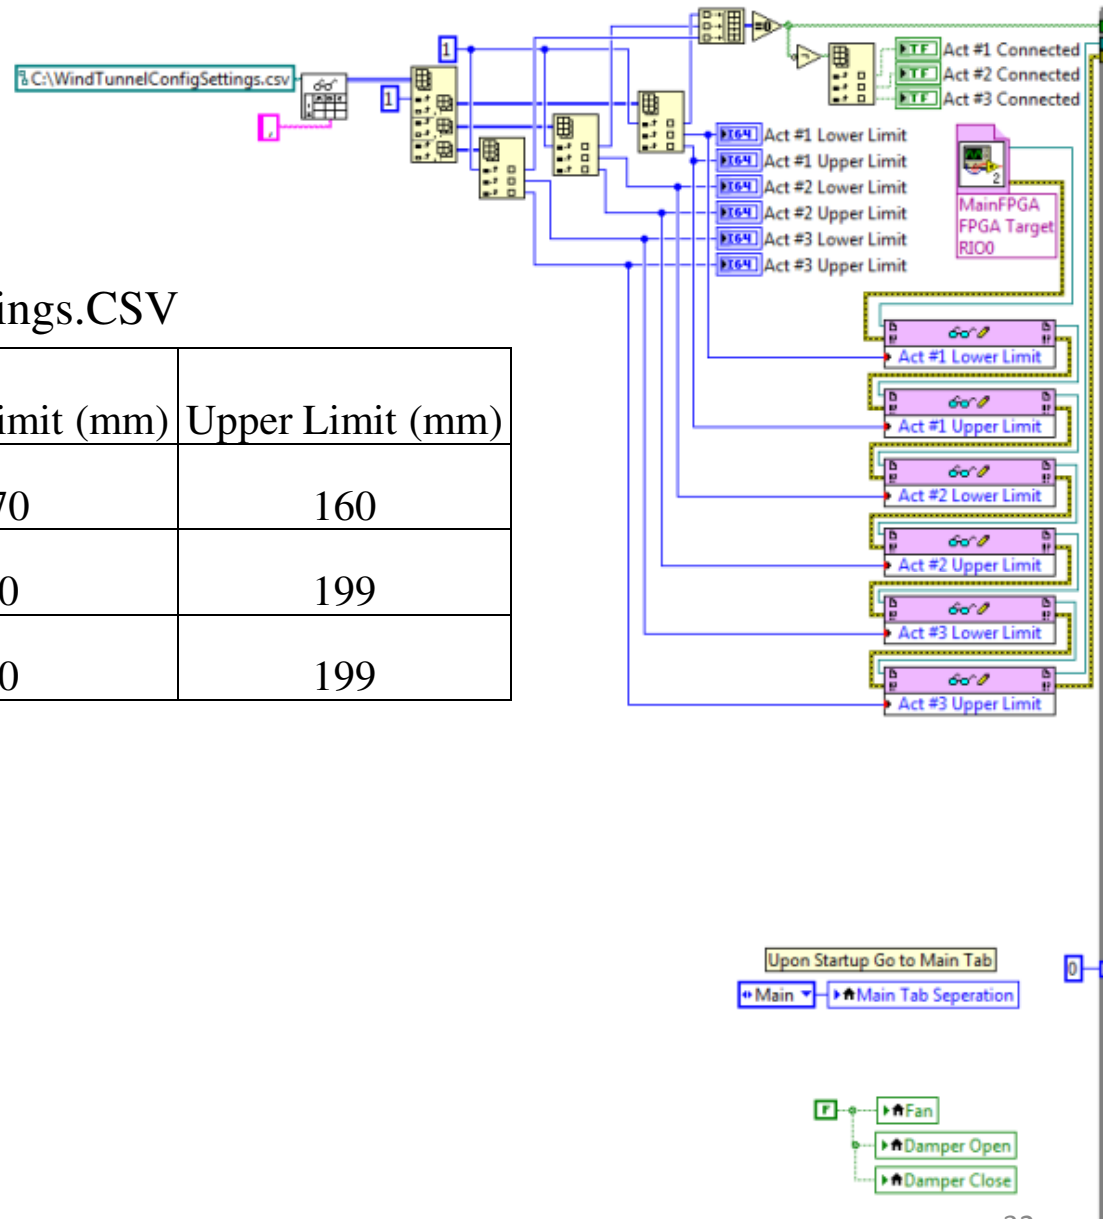 1
C:\WindTunnelConfigSettings.csv
1
,
=0
TF Act #1 Connected
TF Act #2 Connected
TF Act #3 Connected
I64 Act #1 Lower Limit
I64 Act #1 Upper Limit
I64 Act #2 Lower Limit
I64 Act #2 Upper Limit
I64 Act #3 Lower Limit
I64 Act #3 Upper Limit
2
MainFPGA
FPGA Target
RIO0
ings.CSV
imit (mm) Upper Limit (mm)
70 160
0 199
0 199
Act #1 Lower Limit
Act #1 Upper Limit
Act #2 Lower Limit
Act #2 Upper Limit
Act #3 Lower Limit
Act #3 Upper Limit
Upon Startup Go to Main Tab
0
Main
Main Tab Seperation
F
Fan
Damper Open
Damper Close